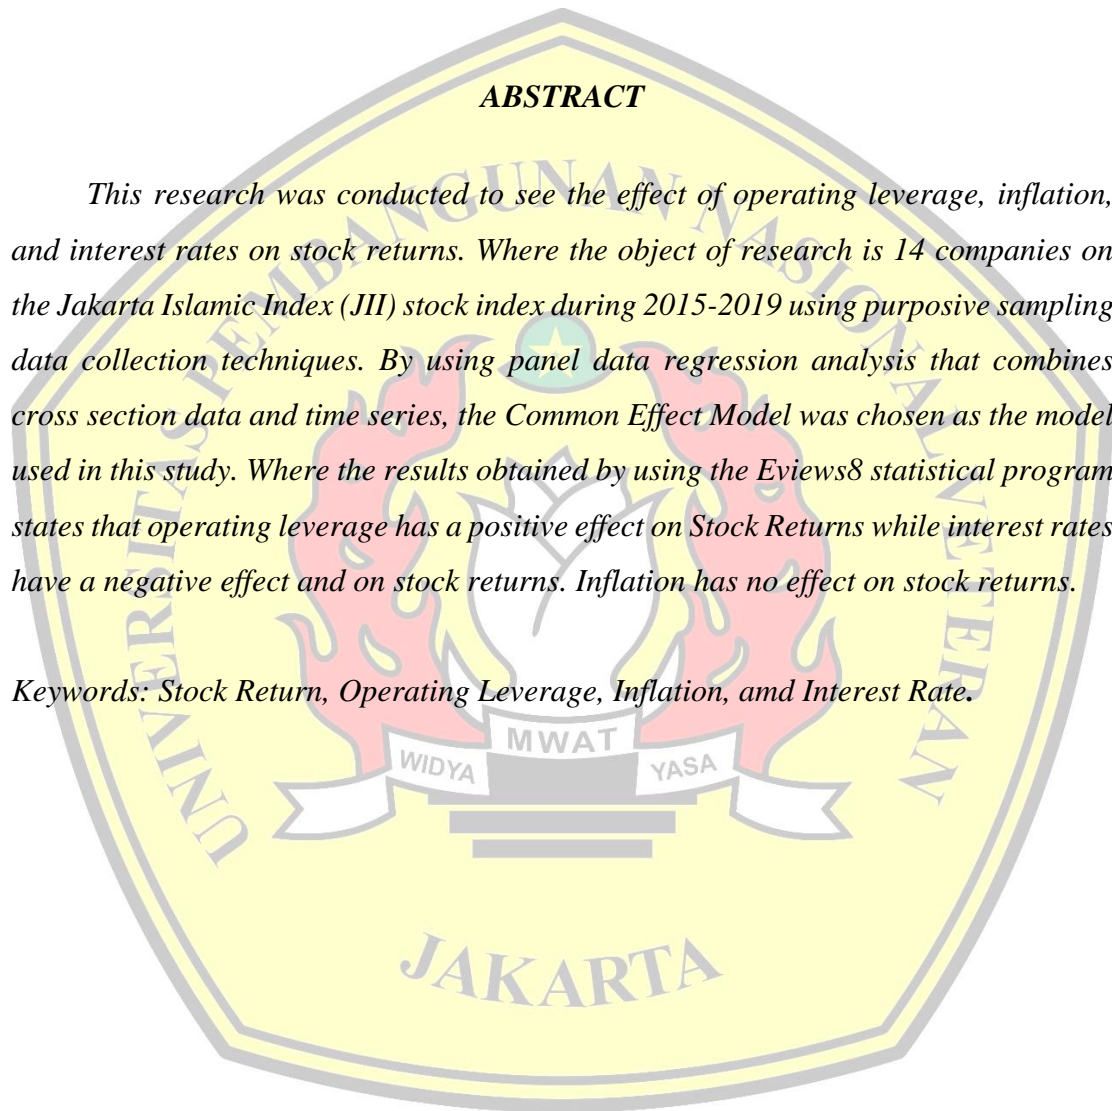 ABSTRACT
This research was conducted to see the effect of operating leverage, inflation,
and interest rates on stock returns. Where the object of research is 14 companies on
the Jakarta Islamic Index (JII) stock index during 2015-2019 using purposive sampling
data collection techniques. By using panel data regression analysis that combines
cross section data and time series, the Common Effect Model was chosen as the model
used in this study. Where the results obtained by using the Eviews8 statistical program
states that operating leverage has a positive effect on Stock Returns while interest rates
have a negative effect and on stock returns. Inflation has no effect on stock returns.
Keywords: Stock Return, Operating Leverage, Inflation, amd Interest Rate.
UNIVERSITAS PEMBANGUNAN NASIONAL VETERAN
WIDYA MWAT YASA
JAKARTA